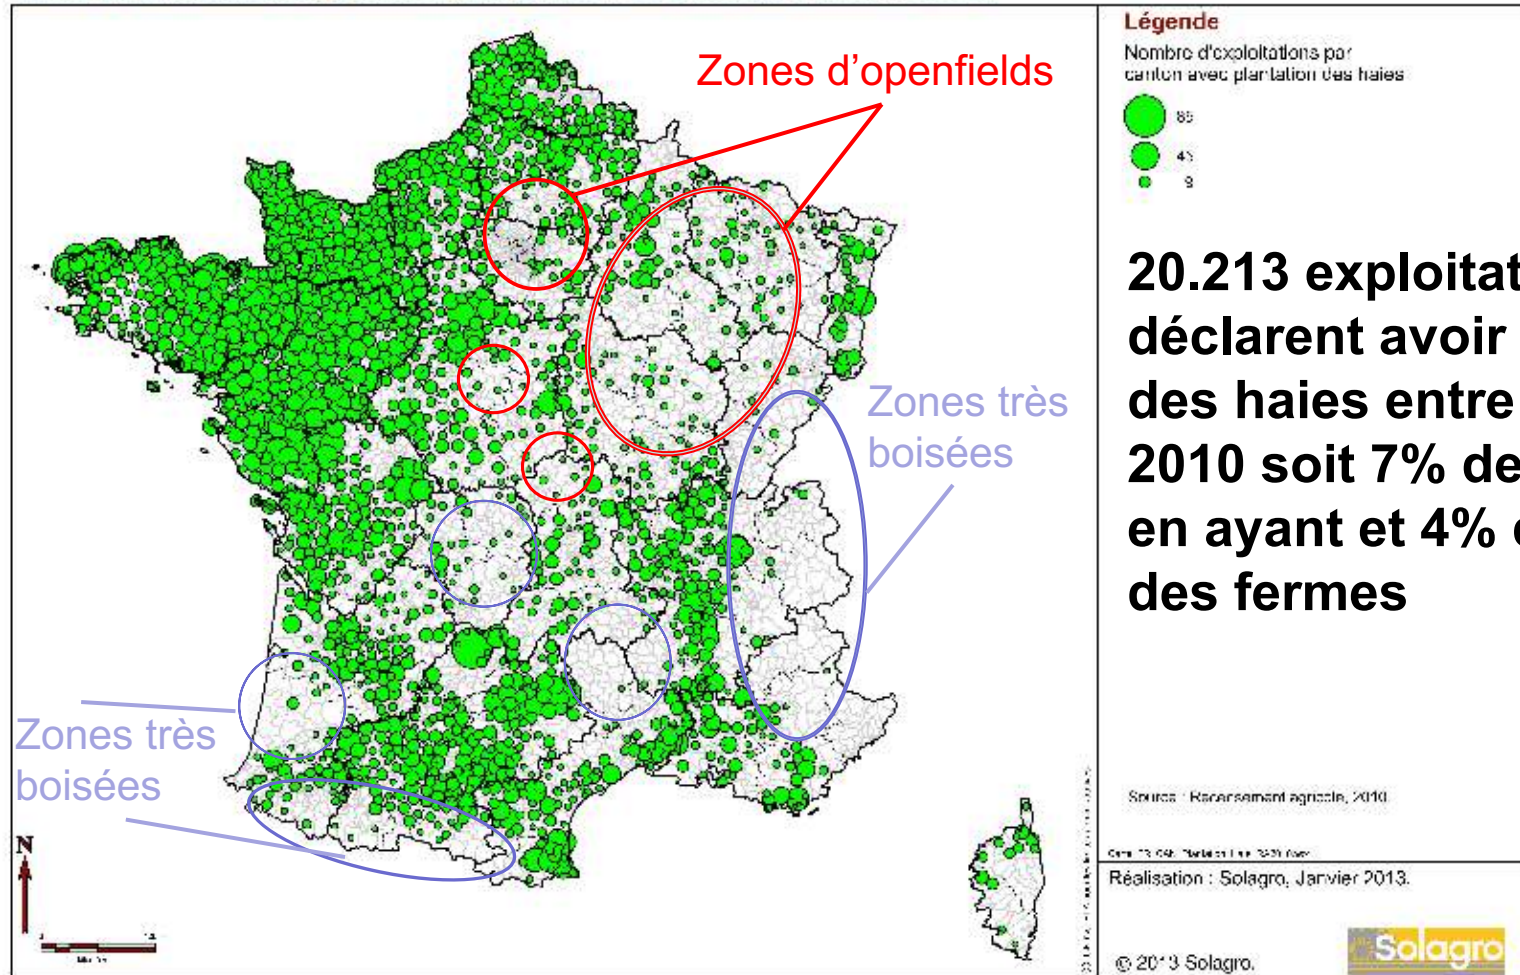 Zones d'openfields
Zones très
boisées
Zones très
boisées
N
Légende
Nombre d'exploitations par
canton avec plantation des haies
20.213 exploitat
déclarent avoir
des haies entre
2010 soit 7% de
en ayant et 4% d
des fermes
Source : Recensement agricole, 2010.
Réalisation : Solagro, Janvier 2013.
© 2013 Solagro.
Solagro